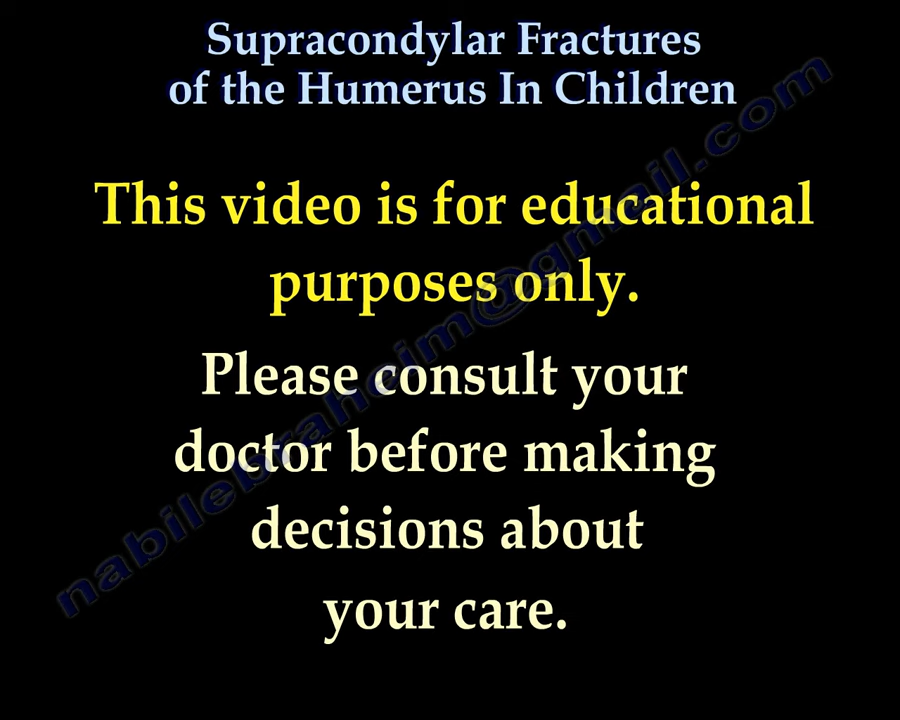 Supracondylar Fractures
of the Humerus In Children
This video is for educational
purposes only.
Please consult your
doctor before making
decisions about
your care.
nabilebraheim@gmail.com